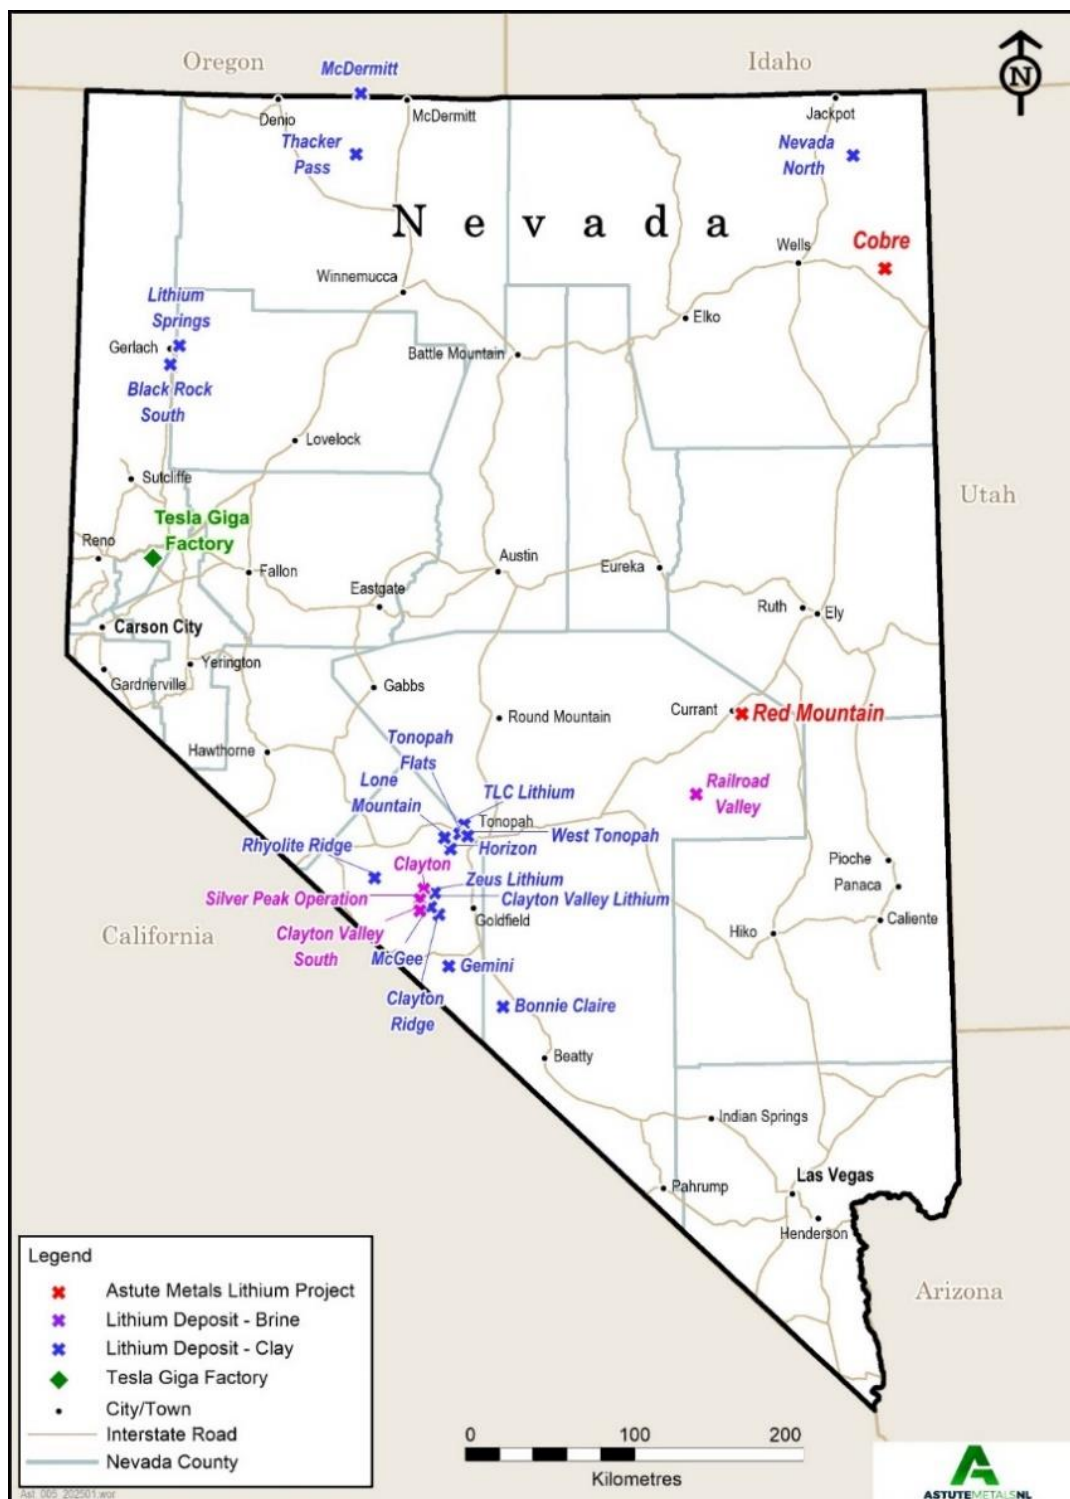 Oregon
Idaho
McDermitt
N
Denio
McDermitt
Jackpot
Thacker
Pass
Nevada
North
Nevada
Cobre
Wells
Winnemucca
Lithium
Springs
Elko
Gerlach
Battle Mountain
Black Rock
South
Lovelock
Sutcliffe
Utah
Tesla Giga
Factory
Reno
Fallon
Austin
Eureka
Eastgate
Ruth
Ely
Carson City
Yerington
Gardnerville
Gabbs
Currant
Red Mountain
Round Mountain
Hawthorne
Tonopah
Flats
Lone
Mountain
TLC Lithium
Railroad
Valley
Tonopah
West Tonopah
Rhyolite Ridge
Horizon
Clayton
Zeus Lithium
Pioche
Panaca
Silver Peak Operation
Clayton Valley Lithium
Goldfield
Caliente
California
Clayton Valley
South
McGee
Hiko
Gemini
Clayton
Ridge
Bonnie Claire
Beatty
Indian Springs
Las Vegas
Pahrump
Henderson
Arizona
Legend
Astute Metals Lithium Project
Lithium Deposit - Brine
Lithium Deposit - Clay
Tesla Giga Factory
City/Town
Interstate Road
Nevada County
0 100 200
Kilometres
ASTUTEMETALSNL
Ast_005_202501.wor